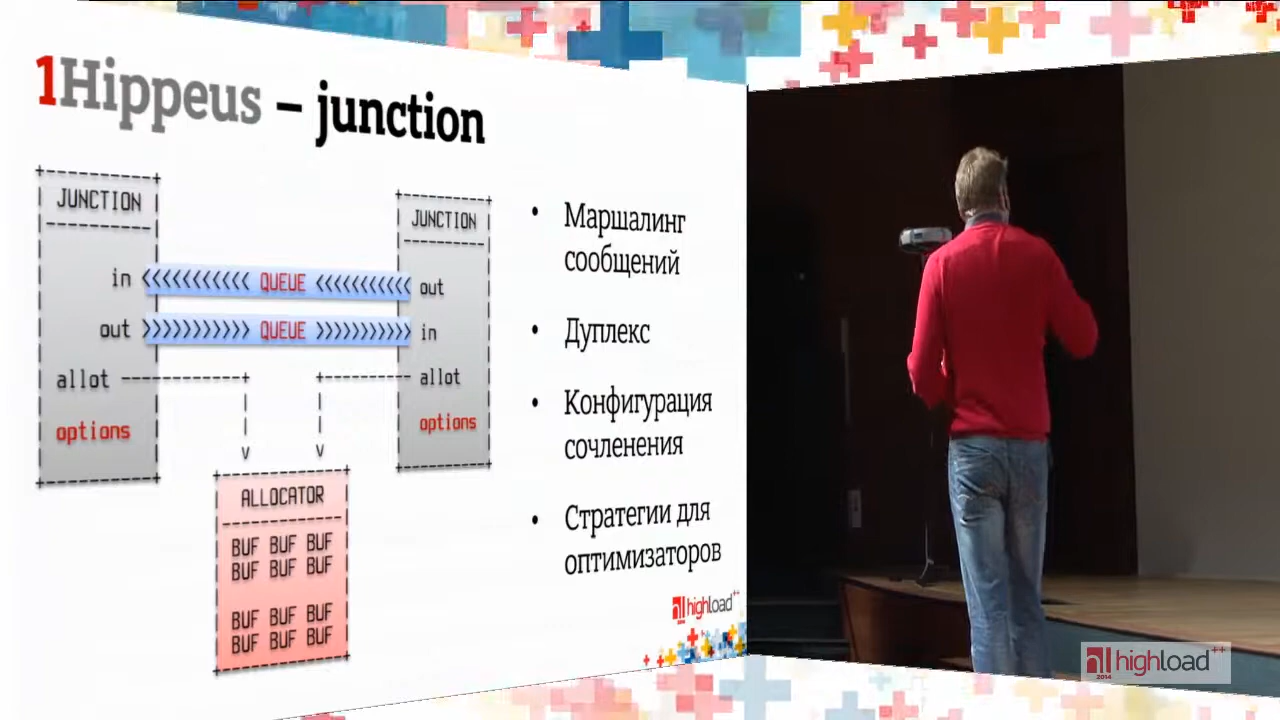 1Hippeus – junction
JUNCTION
in
out
allot
options
<<<<<<<<<< QUEUE <<<<<<<<<<
>>>>>>>>>> QUEUE >>>>>>>>>>
JUNCTION
out
in
allot
options
ALLOCATOR
BUF BUF BUF
BUF BUF BUF
BUF BUF BUF
BUF BUF BUF
• Маршалинг
сообщений
• Дуплекс
• Конфигурация
сочленения
• Стратегии для
оптимизаторов
highload++
highload++
2014